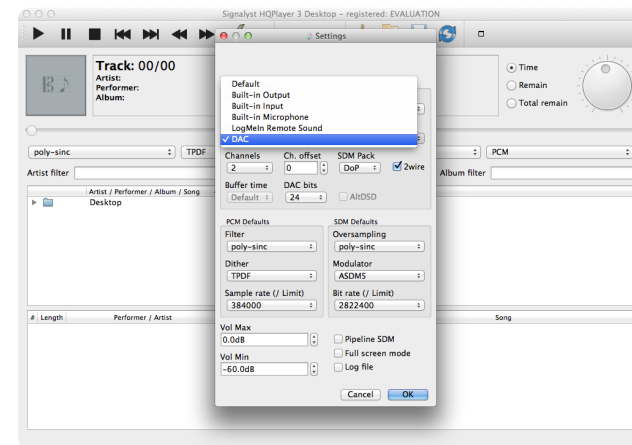 Signalyst HQPlayer 3 Desktop – registered: EVALUATION
Settings
Track: 00/00
Artist:
Performer:
Album:
Time
Remain
Total remain
Default
Built-in Output
Built-in Input
Built-in Microphone
LogMeIn Remote Sound
✓ DAC
poly-sinc
TPDF
PCM
Channels
Ch. offset
SDM Pack
2
0
DoP
2wire
Artist filter
Album filter
Buffer time
DAC bits
Default
24
AltDSD
Artist / Performer / Album / Song
Desktop
PCM Defaults
SDM Defaults
Filter
Oversampling
poly-sinc
poly-sinc
Dither
Modulator
TPDF
ASDM5
Sample rate (/ Limit)
Bit rate (/ Limit)
384000
2822400
# Length
Performer / Artist
Song
Vol Max
0.0dB
Pipeline SDM
Full screen mode
Vol Min
Log file
-60.0dB
Cancel
OK